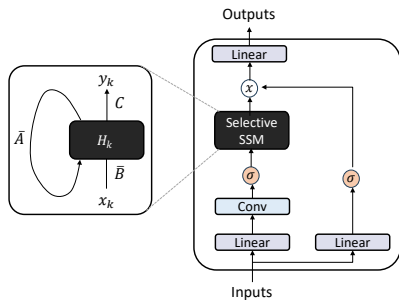 Outputs
Linear
x
Selective
SSM
σ
σ
Conv
Linear
Linear
Inputs
y_k
C
Ā
H_k
B̄
x_k